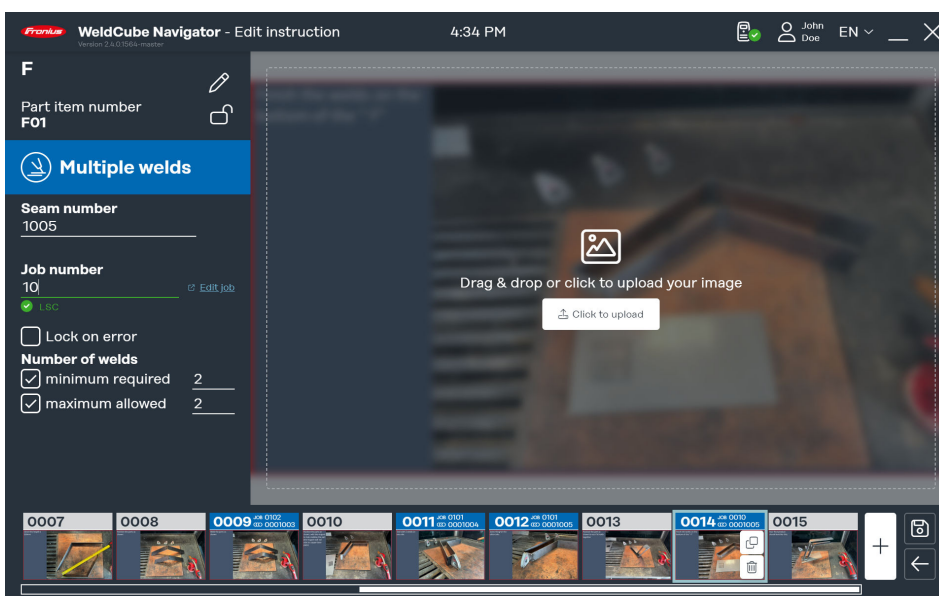 Fronius WeldCube Navigator - Edit instruction 4:34 PM John Doe EN
Version 2.4.0.1564-master
F
Part item number
F01
Multiple welds
Seam number
1005
Job number
10 Edit job
LSC
Lock on error
Number of welds
minimum required 2
maximum allowed 2
Drag & drop or click to upload your image
Click to upload
0007
0008
0009 JOB 0102 0001003
0010
0011 JOB 0101 0001004
0012 JOB 0101 0001005
0013
0014 JOB 0010 0001005
0015